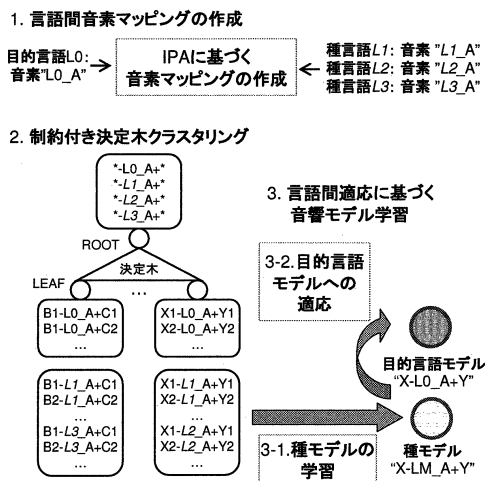 1. 言語間音素マッピングの作成
目的言語L0:
音素"L0_A"
IPAに基づく
音素マッピングの作成
種言語L1: 音素 "L1_A"
種言語L2: 音素 "L2_A"
種言語L3: 音素 "L3_A"
2. 制約付き決定木クラスタリング
*-L0_A+*
*-L1_A+*
*-L2_A+*
*-L3_A+*
ROOT
決定木
LEAF
...
B1-L0_A+C1
B1-L0_A+C2
...
X1-L0_A+Y1
X2-L0_A+Y2
...
B1-L1_A+C1
B2-L1_A+C2
...
B1-L3_A+C1
B2-L3_A+C2
...
X1-L1_A+Y1
X2-L1_A+Y2
...
X1-L2_A+Y1
X2-L2_A+Y2
...
3. 言語間適応に基づく
音響モデル学習
3-2.目的言語
モデルへの
適応
目的言語モデル
"X-L0_A+Y"
3-1.種モデルの
学習
種モデル
"X-LM_A+Y"